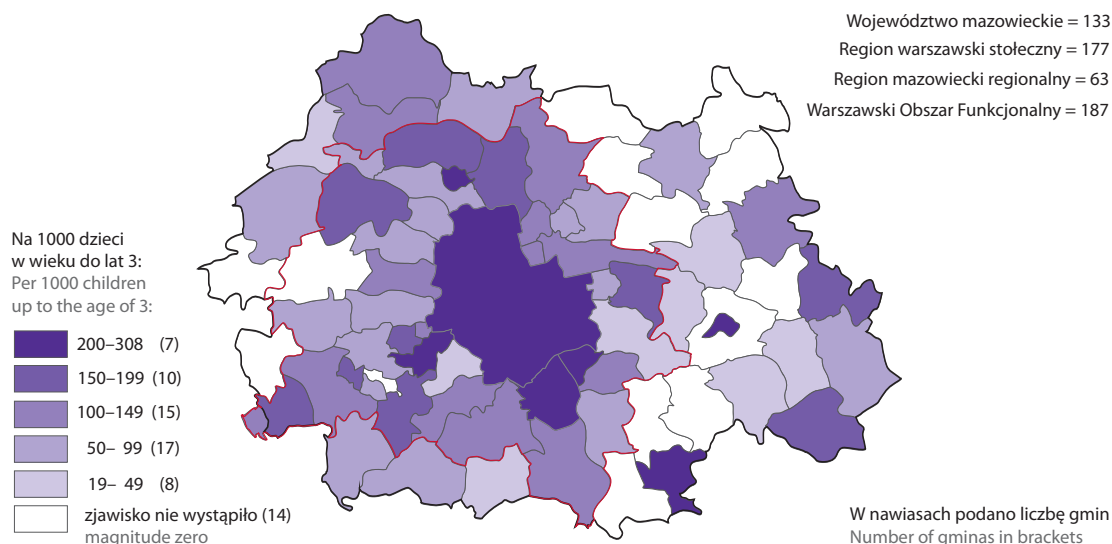 Województwo mazowieckie = 133
Region warszawski stołeczny = 177
Region mazowiecki regionalny = 63
Warszawski Obszar Funkcjonalny = 187
Na 1000 dzieci
w wieku do lat 3:
Per 1000 children
up to the age of 3:
200–308 (7)
150–199 (10)
100–149 (15)
50– 99 (17)
19– 49 (8)
zjawisko nie wystąpiło (14)
magnitude zero
W nawiasach podano liczbę gmin
Number of gminas in brackets